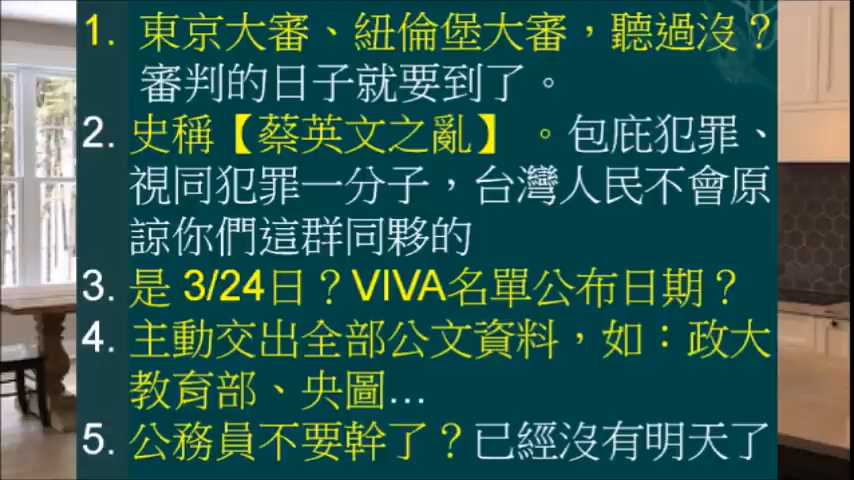 1. 東京大審、紐倫堡大審，聽過沒？
審判的日子就要到了。
2. 史稱【蔡英文之亂】。包庇犯罪、
視同犯罪一分子，台灣人民不會原
諒你們這群同夥的
3. 是 3/24日？VIVA名單公布日期？
4. 主動交出全部公文資料，如：政大
教育部、央圖...
5. 公務員不要幹了？已經沒有明天了